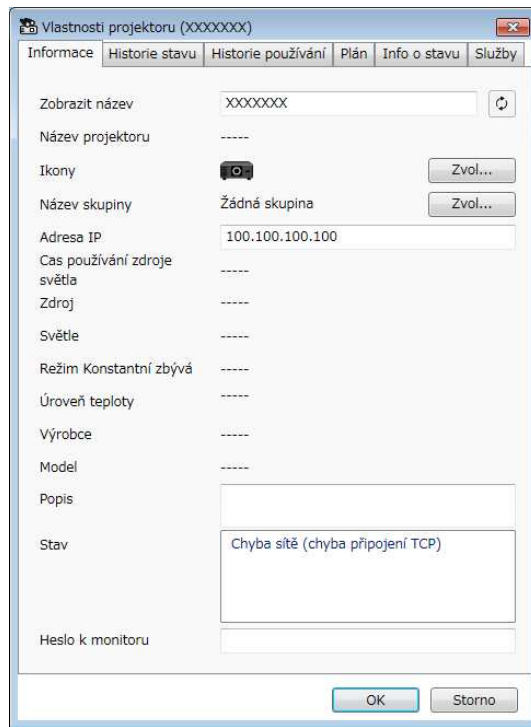 Vlastnosti projektoru (XXXXXXX)
Informace Historie stavu Historie používání Plán Info o stavu Služby
Zobrazit název XXXXXXX
Název projektoru -----
Ikony Zvol...
Název skupiny Žádná skupina Zvol...
Adresa IP 100.100.100.100
Cas používání zdroje
světla -----
Zdroj -----
Světle -----
Režim Konstantní zbývá -----
Úroveň teploty -----
Výrobce -----
Model -----
Popis
Stav Chyba sítě (chyba připojení TCP)
Heslo k monitoru
OK Storno